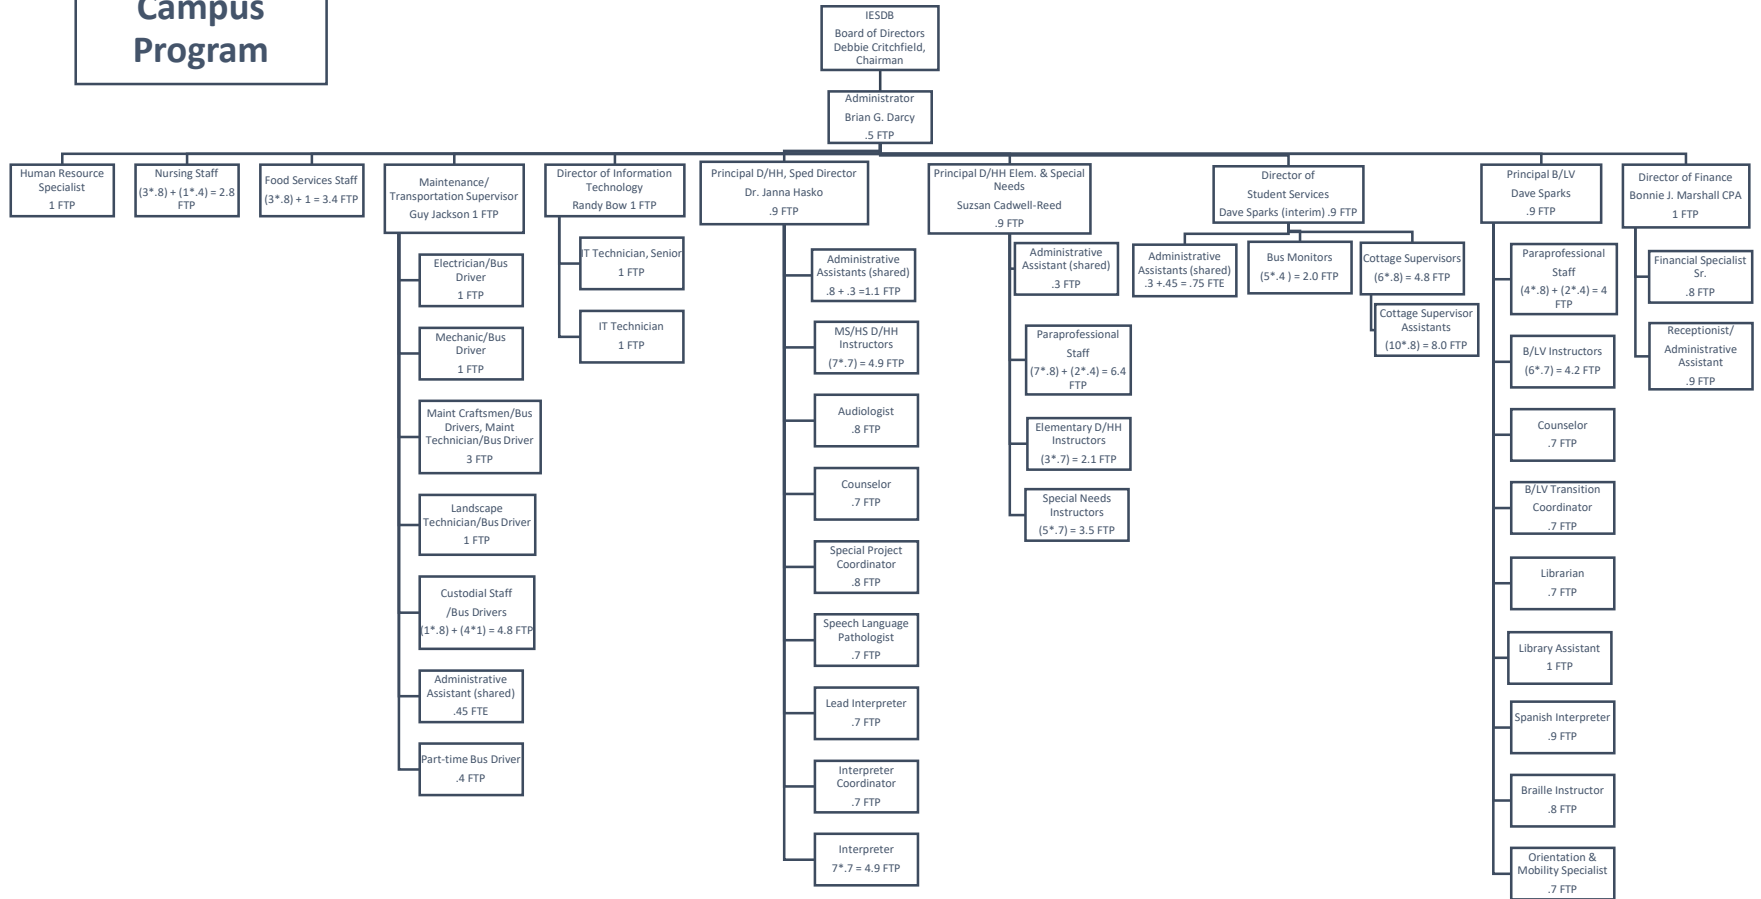 Campus
Program
IESDB
Board of Directors
Debbie Critchfield,
Chairman
Administrator
Brian G. Darcy
.5 FTP
Human Resource
Specialist
1 FTP
Nursing Staff
(3*.8) + (1*.4) = 2.8
FTP
Food Services Staff
(3*.8) + 1 = 3.4 FTP
Maintenance/
Transportation Supervisor
Guy Jackson 1 FTP
Electrician/Bus
Driver
1 FTP
Mechanic/Bus
Driver
1 FTP
Maint Craftsmen/Bus
Drivers, Maint
Technician/Bus Driver
3 FTP
Landscape
Technician/Bus Driver
1 FTP
Custodial Staff
/Bus Drivers
(1*.8) + (4*1) = 4.8 FTP
Administrative
Assistant (shared)
.45 FTE
Part-time Bus Driver
.4 FTP
Director of Information
Technology
Randy Bow 1 FTP
IT Technician, Senior
1 FTP
IT Technician
1 FTP
Principal D/HH, Sped Director
Dr. Janna Hasko
.9 FTP
Administrative
Assistants (shared)
.8 + .3 =1.1 FTP
MS/HS D/HH
Instructors
(7*.7) = 4.9 FTP
Audiologist
.8 FTP
Counselor
.7 FTP
Special Project
Coordinator
.8 FTP
Speech Language
Pathologist
.7 FTP
Lead Interpreter
.7 FTP
Interpreter
Coordinator
.7 FTP
Interpreter
7*.7 = 4.9 FTP
Principal D/HH Elem. & Special
Needs
Suzsan Cadwell-Reed
.9 FTP
Administrative
Assistant (shared)
.3 FTP
Paraprofessional
Staff
(7*.8) + (2*.4) = 6.4
FTP
Elementary D/HH
Instructors
(3*.7) = 2.1 FTP
Special Needs
Instructors
(5*.7) = 3.5 FTP
Director of
Student Services
Dave Sparks (interim) .9 FTP
Administrative
Assistants (shared)
.3 +.45 = .75 FTE
Bus Monitors
(5*.4 ) = 2.0 FTP
Cottage Supervisors
(6*.8) = 4.8 FTP
Cottage Supervisor
Assistants
(10*.8) = 8.0 FTP
Principal B/LV
Dave Sparks
.9 FTP
Paraprofessional
Staff
(4*.8) + (2*.4) = 4
FTP
B/LV Instructors
(6*.7) = 4.2 FTP
Counselor
.7 FTP
B/LV Transition
Coordinator
.7 FTP
Librarian
.7 FTP
Library Assistant
1 FTP
Spanish Interpreter
.9 FTP
Braille Instructor
.8 FTP
Orientation &
Mobility Specialist
.7 FTP
Director of Finance
Bonnie J. Marshall CPA
1 FTP
Financial Specialist
Sr.
.8 FTP
Receptionist/
Administrative
Assistant
.9 FTP